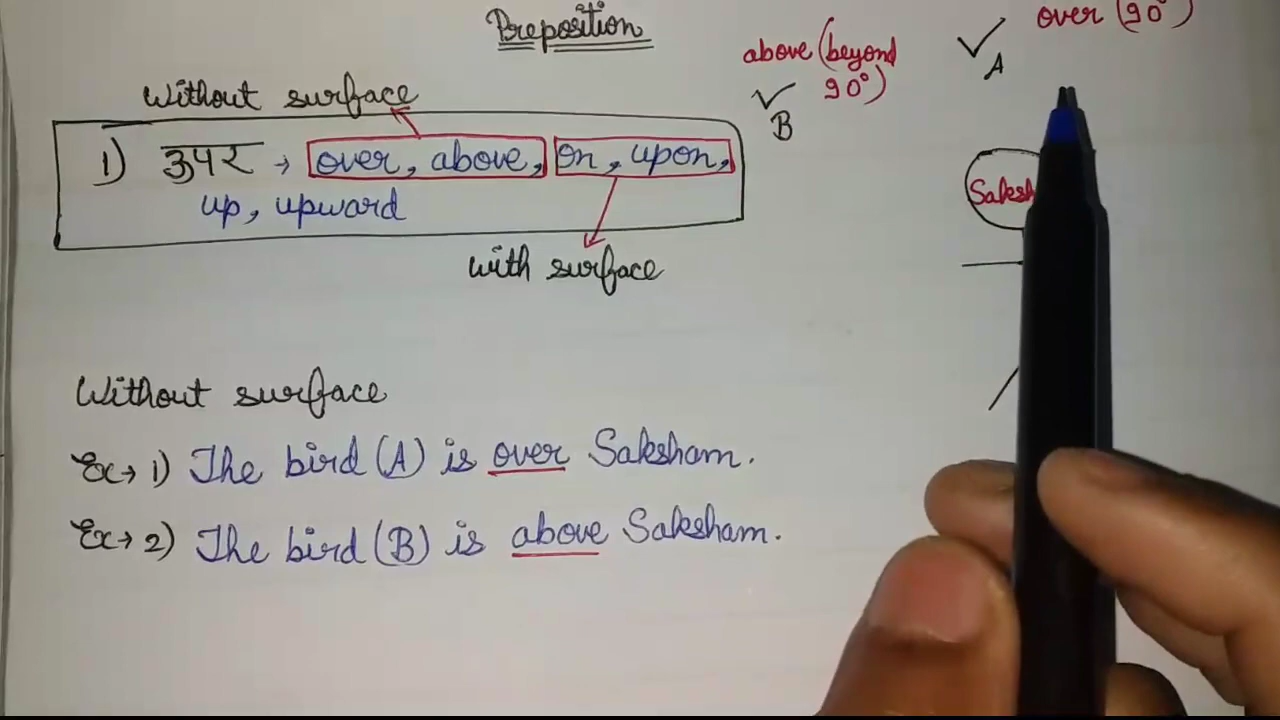 Preposition
over (90°)
above (beyond
90°)
A
B
Without surface
1) ऊपर → over, above, on, upon,
up, upward
with surface
Without surface
Ex → 1) The bird (A) is over Saksham.
Ex → 2) The bird (B) is above Saksham.